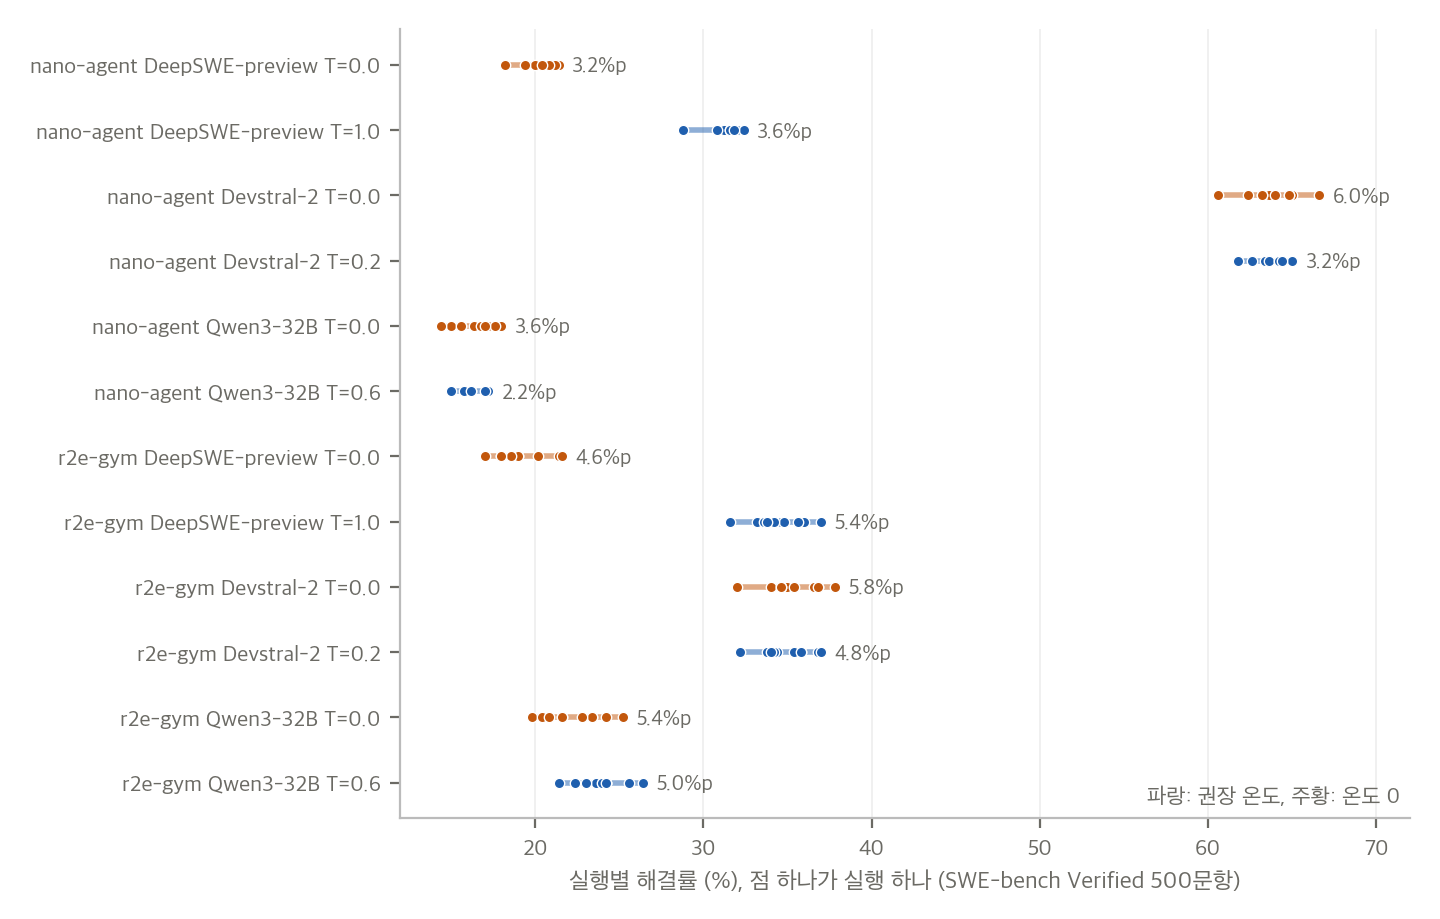 nano-agent DeepSWE-preview T=0.0
3.2%p
nano-agent DeepSWE-preview T=1.0
3.6%p
nano-agent Devstral-2 T=0.0
6.0%p
nano-agent Devstral-2 T=0.2
3.2%p
nano-agent Qwen3-32B T=0.0
3.6%p
nano-agent Qwen3-32B T=0.6
2.2%p
r2e-gym DeepSWE-preview T=0.0
4.6%p
r2e-gym DeepSWE-preview T=1.0
5.4%p
r2e-gym Devstral-2 T=0.0
5.8%p
r2e-gym Devstral-2 T=0.2
4.8%p
r2e-gym Qwen3-32B T=0.0
5.4%p
r2e-gym Qwen3-32B T=0.6
5.0%p
파랑: 권장 온도, 주황: 온도 0
20 30 40 50 60 70
실행별 해결률 (%), 점 하나가 실행 하나 (SWE-bench Verified 500문항)